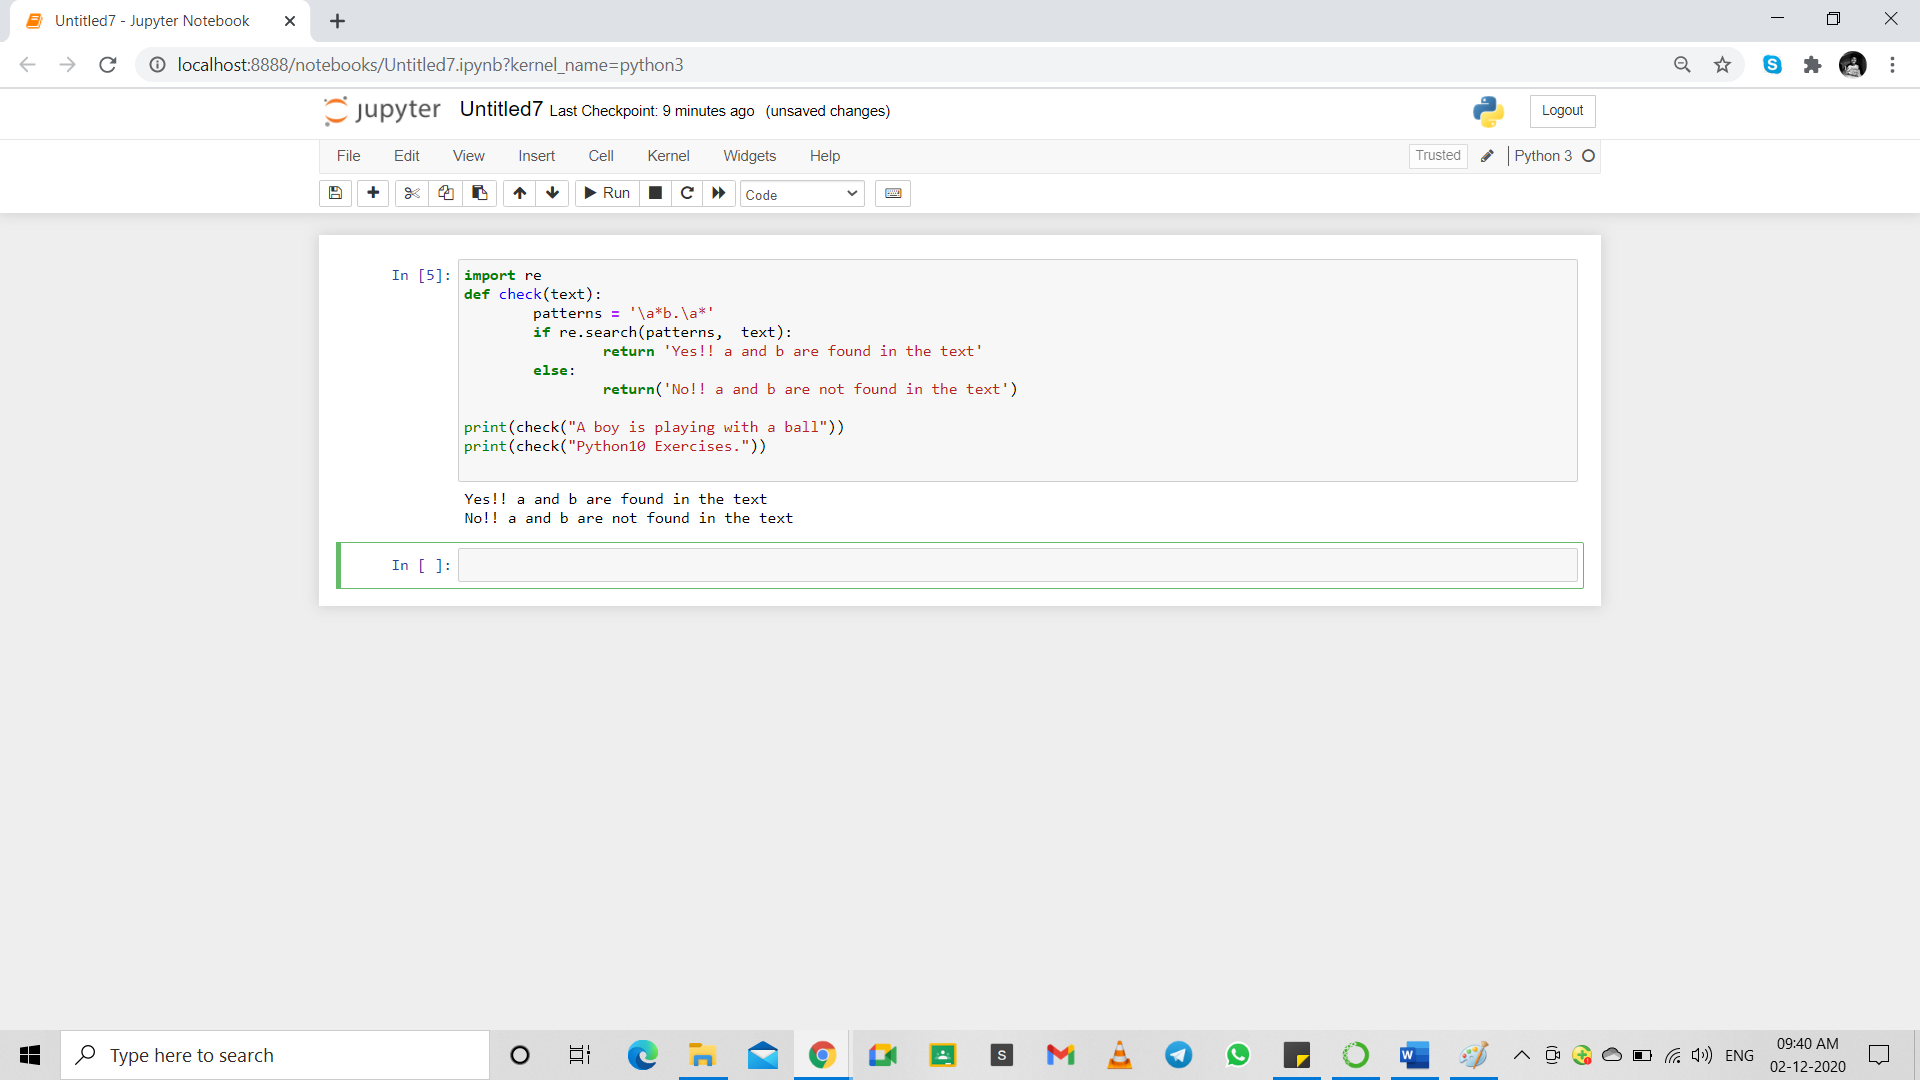 Untitled7 - Jupyter Notebook
localhost:8888/notebooks/Untitled7.ipynb?kernel_name=python3
jupyter Untitled7 Last Checkpoint: 9 minutes ago (unsaved changes)
Logout
File Edit View Insert Cell Kernel Widgets Help
Trusted Python 3
Run Code
In [5]: import re
def check(text):
        patterns = '\a*b.\a*'
        if re.search(patterns,  text):
                return 'Yes!! a and b are found in the text'
        else:
                return('No!! a and b are not found in the text')
print(check("A boy is playing with a ball"))
print(check("Python10 Exercises."))
Yes!! a and b are found in the text
No!! a and b are not found in the text
In [ ]:
Type here to search
S
W
ENG
09:40 AM
02-12-2020